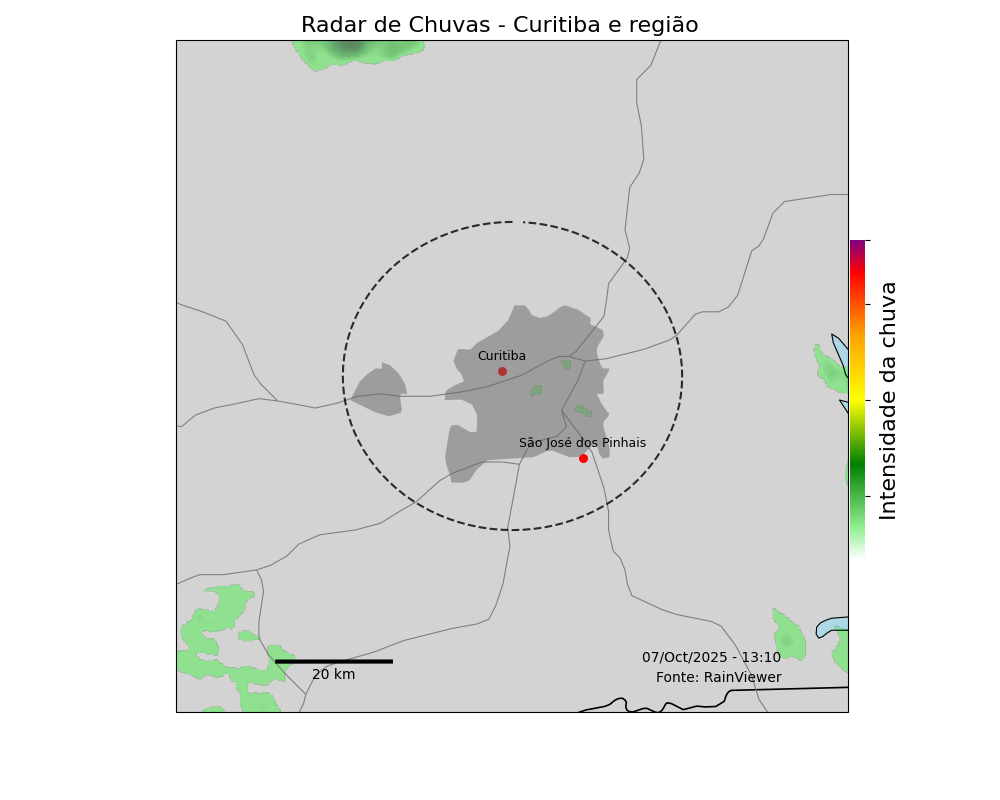 Radar de Chuvas - Curitiba e região
Curitiba
São José dos Pinhais
Intensidade da chuva
07/Oct/2025 - 13:10
Fonte: RainViewer
20 km